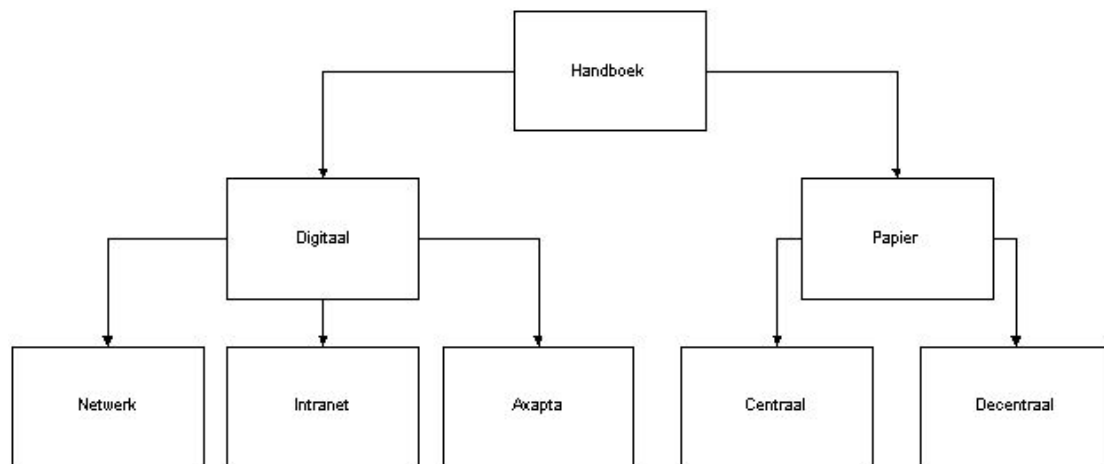 Handboek
Digitaal
Papier
Netwerk
Intranet
Axapta
Centraal
Decentraal